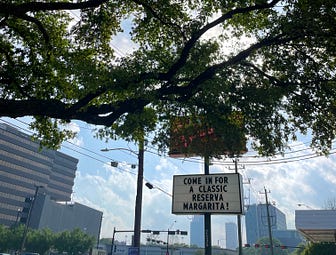 COME IN FOR
A CLASSIC
RESERVA
MARGARITA!